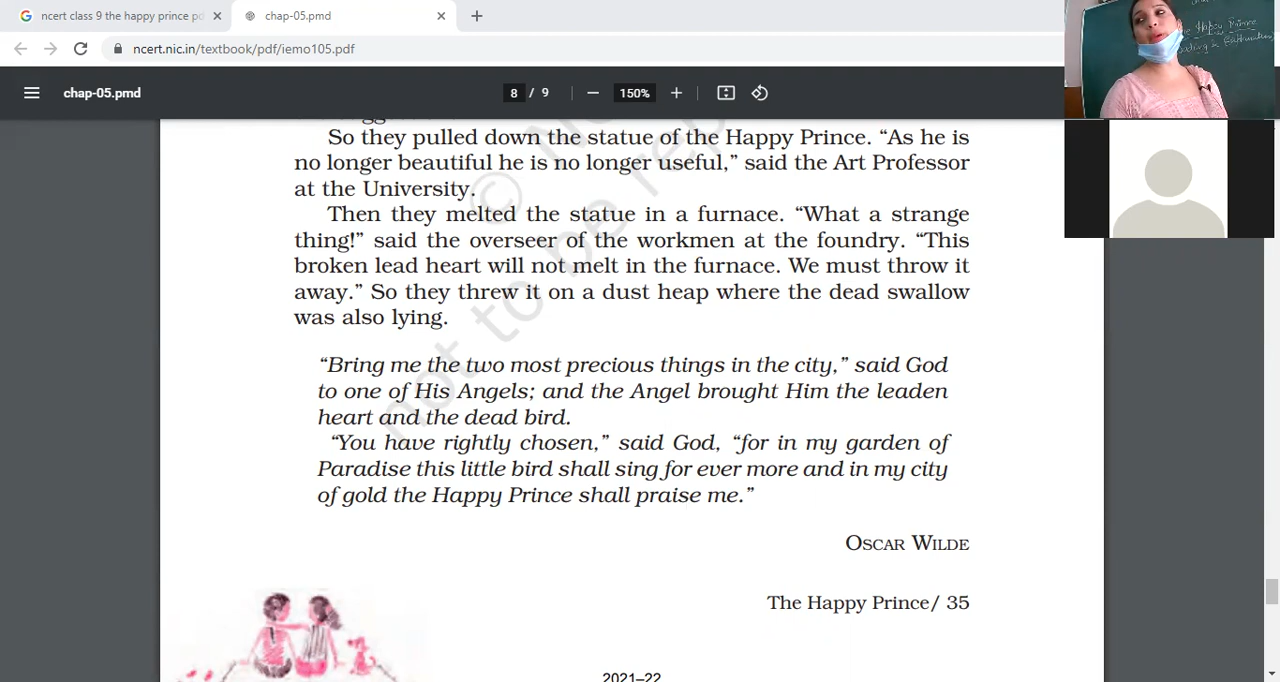 ncert class 9 the happy prince pd
chap-05.pmd
ncert.nic.in/textbook/pdf/iemo105.pdf
chap-05.pmd
8 / 9
150%
So they pulled down the statue of the Happy Prince. “As he is
no longer beautiful he is no longer useful,” said the Art Professor
at the University.
Then they melted the statue in a furnace. “What a strange
thing!” said the overseer of the workmen at the foundry. “This
broken lead heart will not melt in the furnace. We must throw it
away.” So they threw it on a dust heap where the dead swallow
was also lying.
“Bring me the two most precious things in the city,” said God
to one of His Angels; and the Angel brought Him the leaden
heart and the dead bird.
“You have rightly chosen,” said God, “for in my garden of
Paradise this little bird shall sing for ever more and in my city
of gold the Happy Prince shall praise me.”
OSCAR WILDE
The Happy Prince/ 35
2021–22
©
not to be rep
Happy Prince